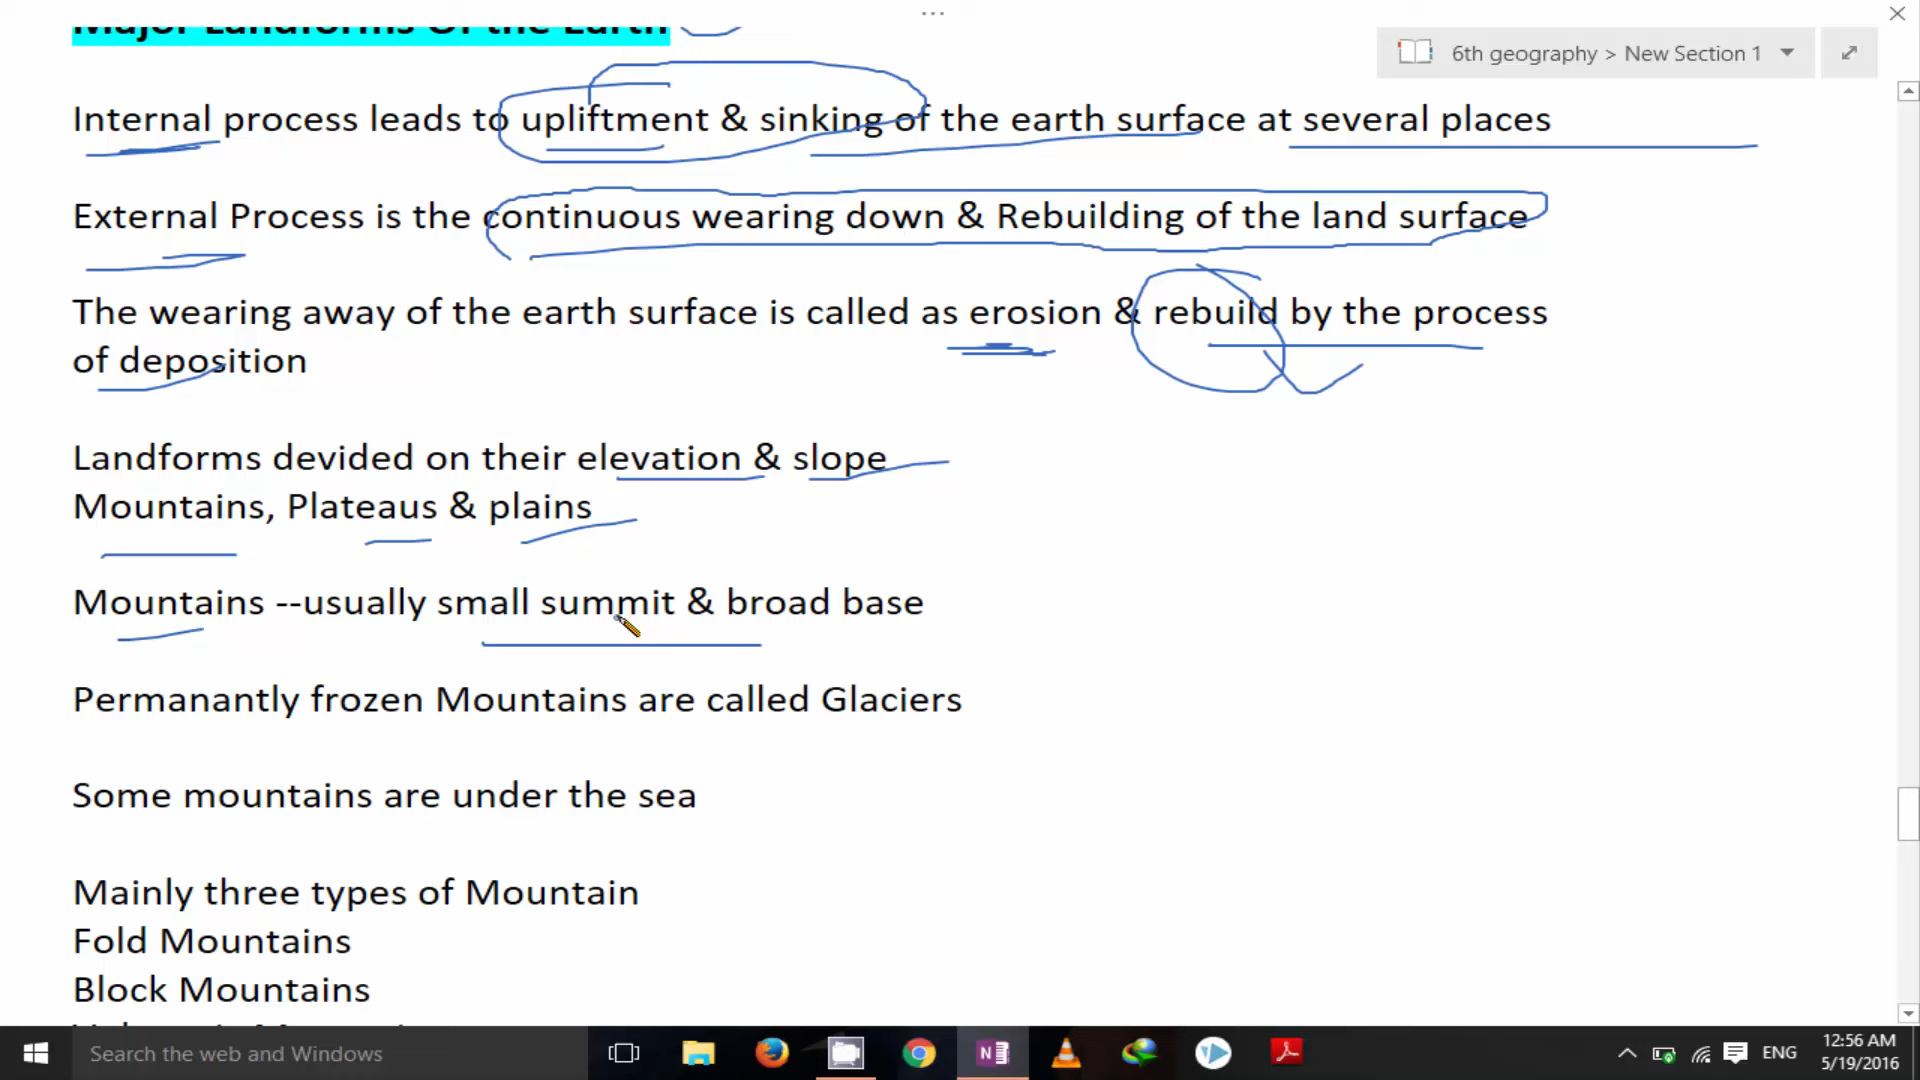 Major Landforms Of the Earth
6th geography > New Section 1
Internal process leads to upliftment & sinking of the earth surface at several places
External Process is the continuous wearing down & Rebuilding of the land surface
The wearing away of the earth surface is called as erosion & rebuild by the process
of deposition
Landforms devided on their elevation & slope
Mountains, Plateaus & plains
Mountains --usually small summit & broad base
Permanantly frozen Mountains are called Glaciers
Some mountains are under the sea
Mainly three types of Mountain
Fold Mountains
Block Mountains
Search the web and Windows
ENG
12:56 AM
5/19/2016